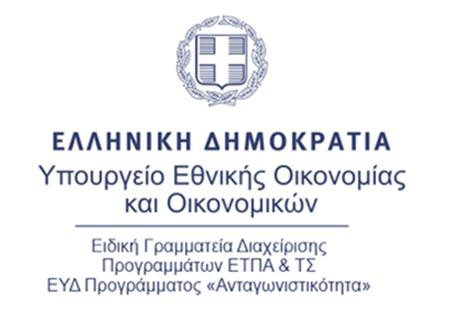 ΕΛΛΗΝΙΚΗ ΔΗΜΟΚΡΑΤΙΑ
Υπουργείο Εθνικής Οικονομίας
και Οικονομικών
Ειδική Γραμματεία Διαχείρισης
Προγραμμάτων ΕΤΠΑ & ΤΣ
ΕΥΔ Προγράμματος «Ανταγωνιστικότητα»